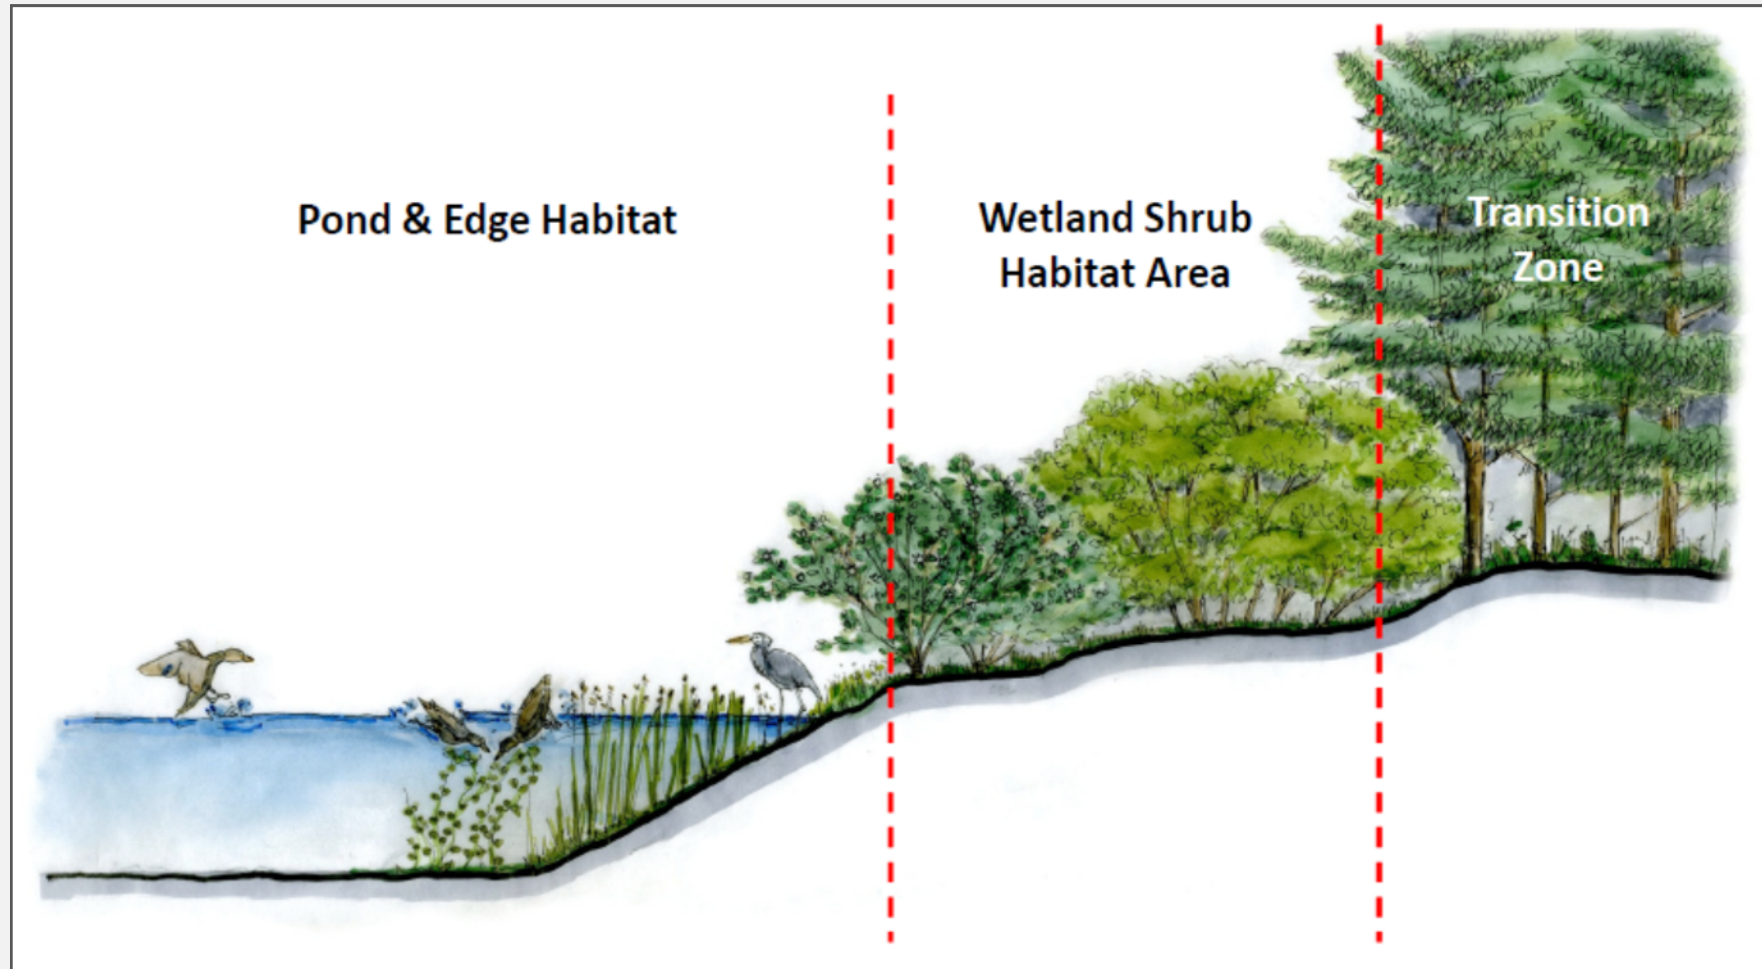 Pond & Edge Habitat
Wetland Shrub
Habitat Area
Transition
Zone